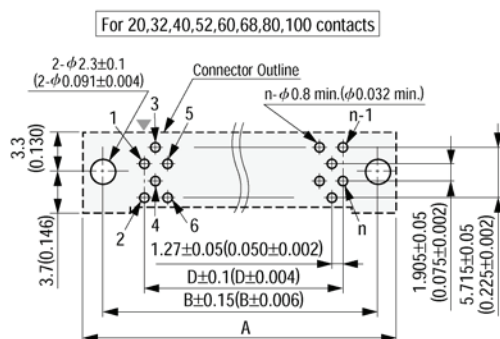 For 20,32,40,52,60,68,80,100 contacts
2-ϕ2.3±0.1
(2-ϕ0.091±0.004)
Connector Outline
n-ϕ0.8 min.(ϕ0.032 min.)
1
3
5
n-1
3.3
(0.130)
3.7(0.146)
2
4
6
n
1.27±0.05(0.050±0.002)
D±0.1(D±0.004)
B±0.15(B±0.006)
A
1.905±0.05
(0.075±0.002)
5.715±0.05
(0.225±0.002)